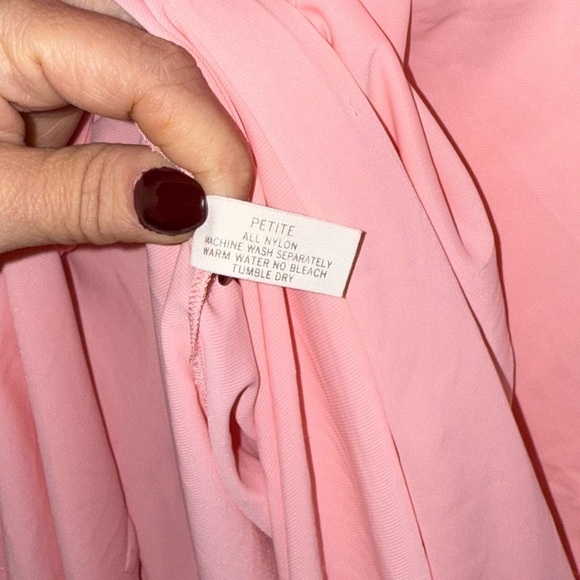 PETITE
ALL NYLON
MACHINE WASH SEPARATELY
WARM WATER NO BLEACH
TUMBLE DRY